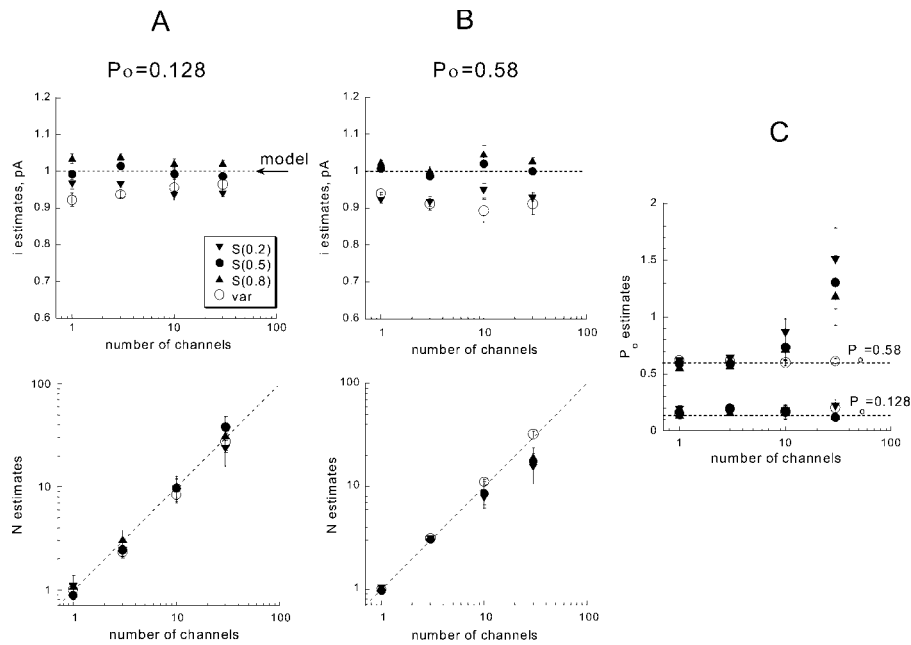 A
B
Po=0.128
Po=0.58
C
1.2
1.1
1
0.9
0.8
0.7
0.6
i estimates, pA
model
S(0.2)
S(0.5)
S(0.8)
var
1
10
100
number of channels
1.2
1.1
1
0.9
0.8
0.7
0.6
i estimates, pA
1
10
100
number of channels
2
1.5
1
0.5
0
Po estimates
Po=0.58
Po=0.128
1
10
100
number of channels
100
10
1
N estimates
1
10
100
number of channels
100
10
1
N estimates
1
10
100
number of channels